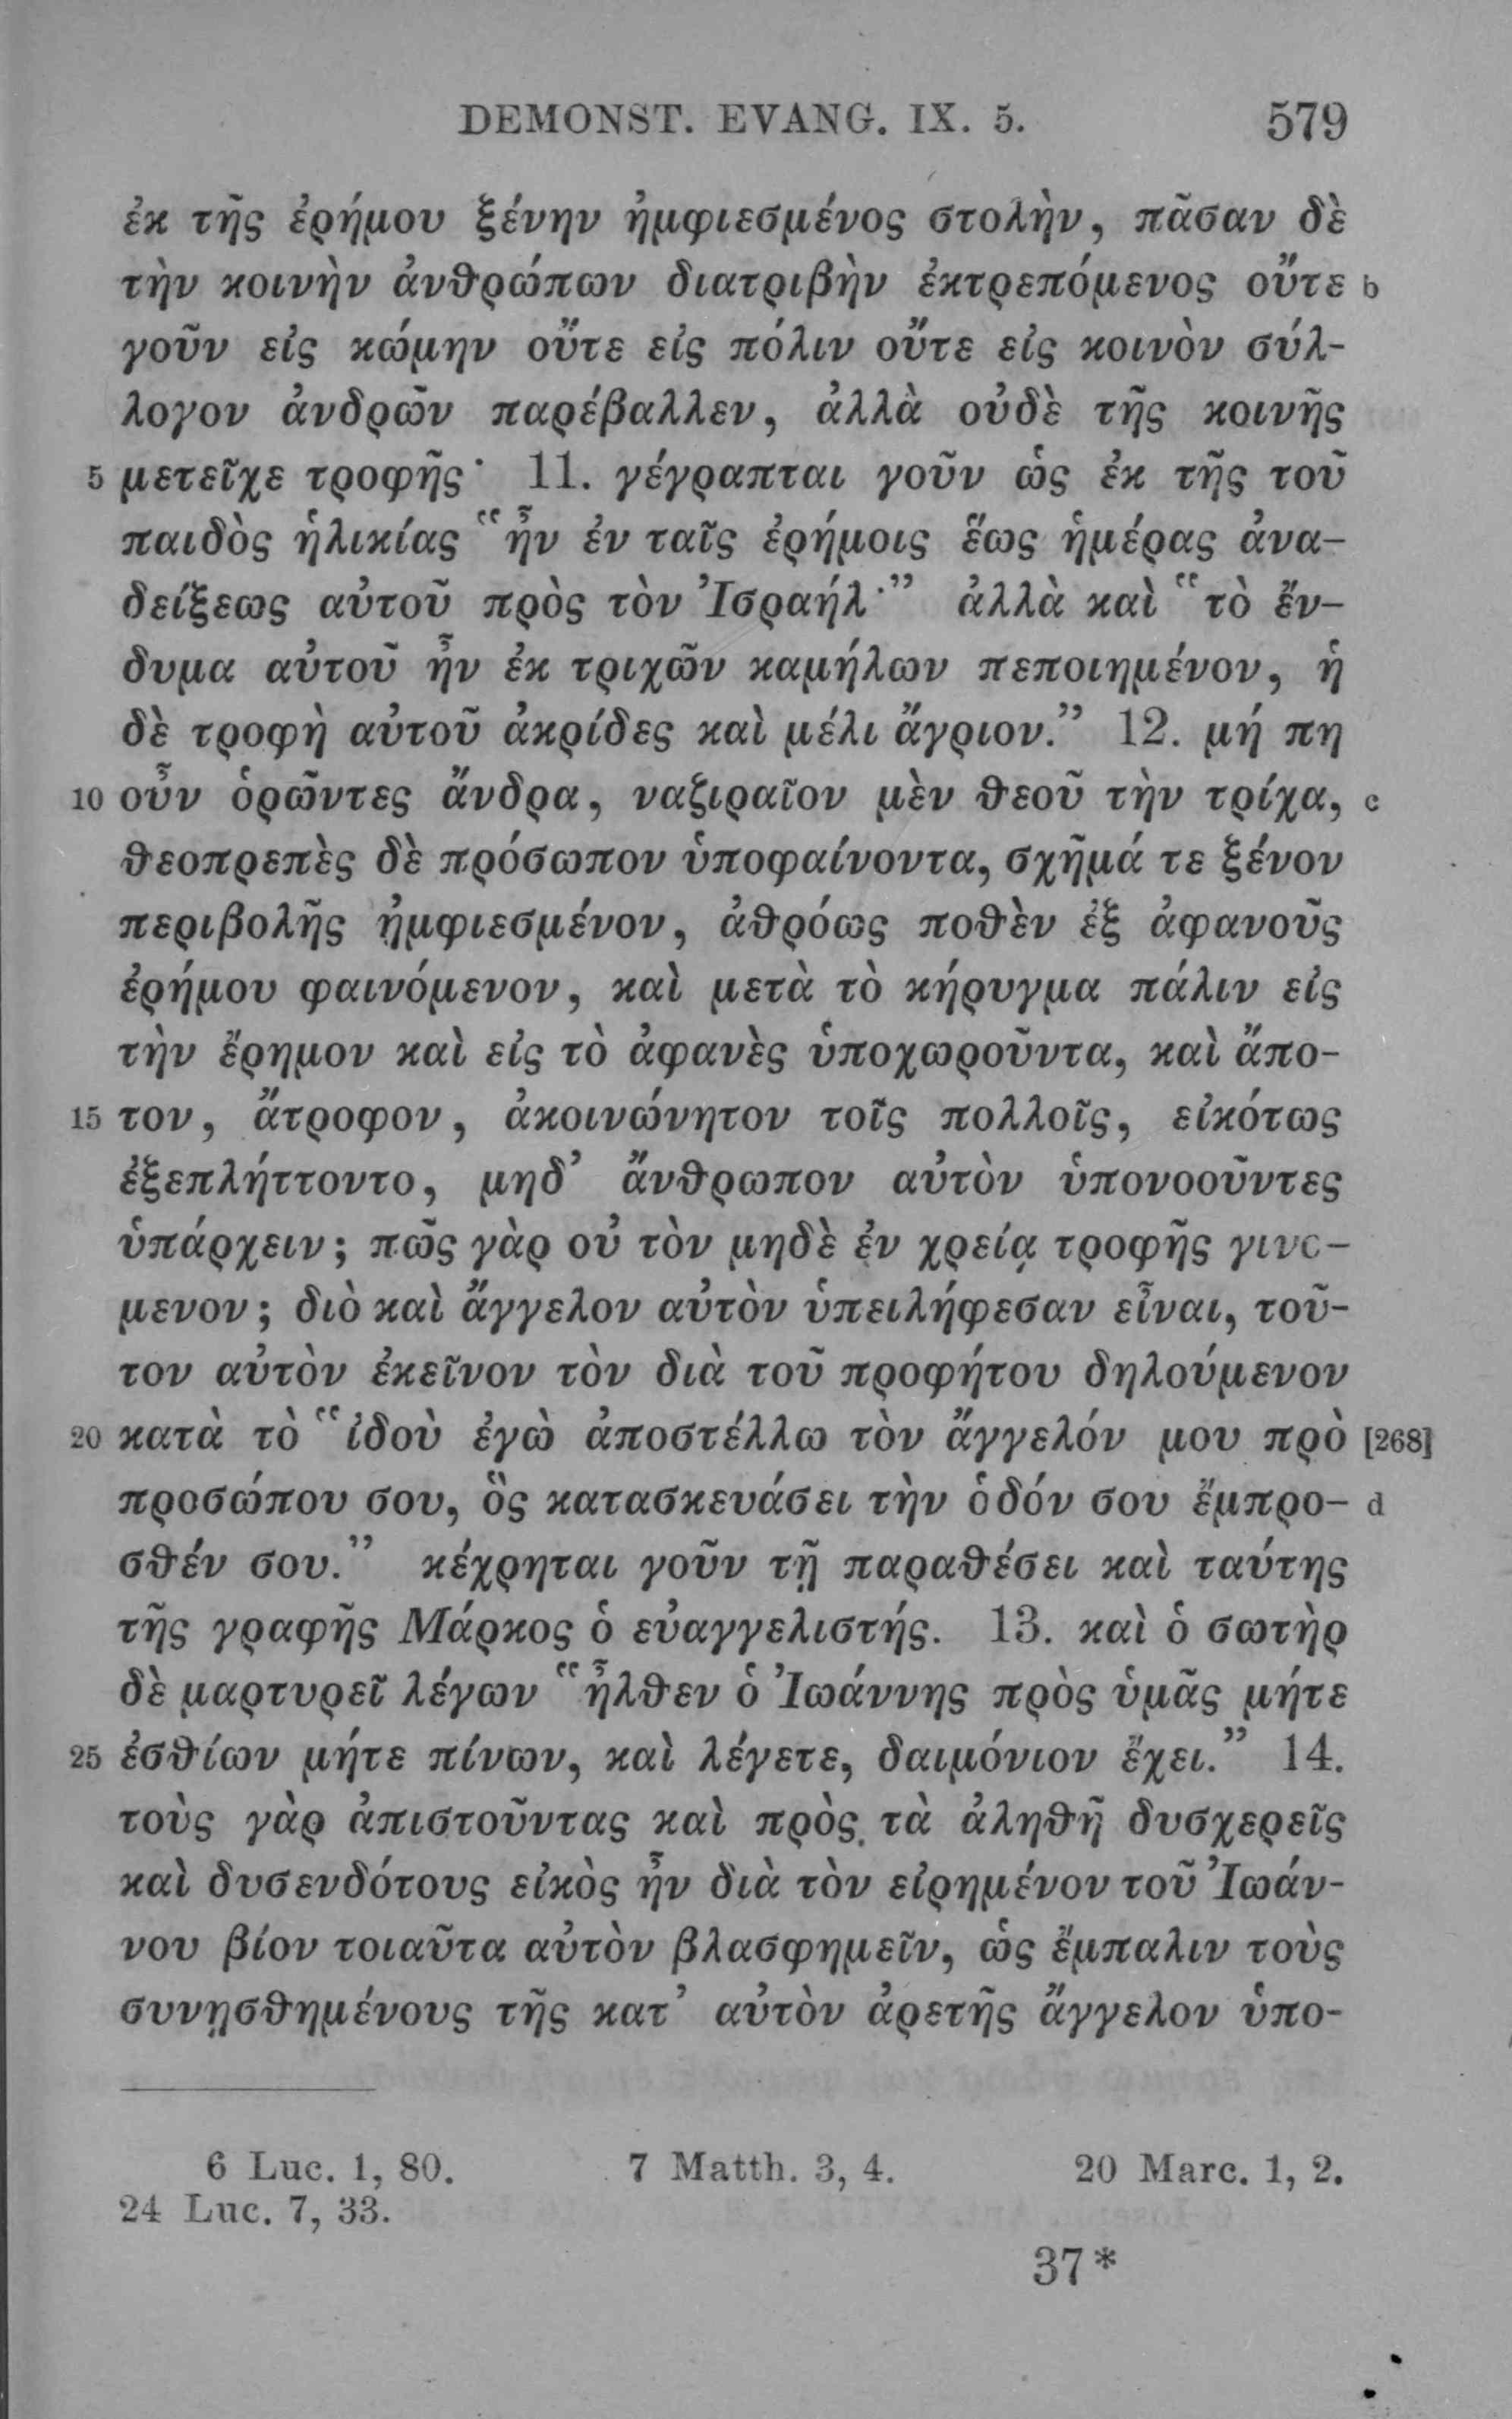 DEMONST. EVANG. IX. 5. 579
ἐκ τῆς ἐρήμου ξένην ἠμφιεσμένος στολὴν, πᾶσαν δὲ
τὴν κοινὴν ἀνθρώπων διατριβὴν ἐκτρεπόμενος οὔτε b
γοῦν εἰς κώμην οὔτε εἰς πόλιν οὔτε εἰς κοινὸν σύλ-
λογον ἀνδρῶν παρέβαλλεν, ἀλλὰ οὐδὲ τῆς κοινῆς
5 μετεῖχε τροφῆς· 11. γέγραπται γοῦν ὡς ἐκ τῆς τοῦ
παιδὸς ἡλικίας “ἦν ἐν ταῖς ἐρήμοις ἕως ἡμέρας ἀνα-
δείξεως αὐτοῦ πρὸς τὸν Ἰσραήλ·” ἀλλὰ καὶ “τὸ ἔν-
δυμα αὐτοῦ ἦν ἐκ τριχῶν καμήλων πεποιημένον, ἡ
δὲ τροφὴ αὐτοῦ ἀκρίδες καὶ μέλι ἄγριον.” 12. μή πη
10 οὖν ὁρῶντες ἄνδρα, ναζιραῖον μὲν θεοῦ τὴν τρίχα, c
θεοπρεπὲς δὲ πρόσωπον ὑποφαίνοντα, σχῆμά τε ξένον
περιβολῆς ἠμφιεσμένον, ἀθρόως ποθὲν ἐξ ἀφανοῦς
ἐρήμου φαινόμενον, καὶ μετὰ τὸ κήρυγμα πάλιν εἰς
τὴν ἔρημον καὶ εἰς τὸ ἀφανὲς ὑποχωροῦντα, καὶ ἄπο-
15 τον, ἄτροφον, ἀκοινώνητον τοῖς πολλοῖς, εἰκότως
ἐξεπλήττοντο, μηδ’ ἄνθρωπον αὐτὸν ὑπονοοῦντες
ὑπάρχειν; πῶς γὰρ οὐ τὸν μηδὲ ἐν χρείᾳ τροφῆς γινο-
μενον; διὸ καὶ ἄγγελον αὐτὸν ὑπειλήφεσαν εἶναι, τοῦ-
τον αὐτὸν ἐκεῖνον τὸν διὰ τοῦ προφήτου δηλούμενον
20 κατὰ τὸ “ἰδοὺ ἐγὼ ἀποστέλλω τὸν ἄγγελόν μου πρὸ [268]
προσώπου σου, ὃς κατασκευάσει τὴν ὁδόν σου ἔμπρο- d
σθέν σου.” κέχρηται γοῦν τῇ παραθέσει καὶ ταύτης
τῆς γραφῆς Μάρκος ὁ εὐαγγελιστής. 13. καὶ ὁ σωτὴρ
δὲ μαρτυρεῖ λέγων “ἦλθεν ὁ Ἰωάννης πρὸς ὑμᾶς μήτε
25 ἐσθίων μήτε πίνων, καὶ λέγετε, δαιμόνιον ἔχει.” 14.
τοὺς γὰρ ἀπιστοῦντας καὶ πρὸς τὰ ἀληθῆ δυσχερεῖς
καὶ δυσενδότους εἰκὸς ἦν διὰ τὸν εἰρημένον τοῦ Ἰωάν-
νου βίον τοιαῦτα αὐτὸν βλασφημεῖν, ὡς ἔμπαλιν τοὺς
συνῃσθημένους τῆς κατ’ αὐτὸν ἀρετῆς ἄγγελον ὑπο-
6 Luc. 1, 80. 7 Matth. 3, 4. 20 Marc. 1, 2.
24 Luc. 7, 33.
37*